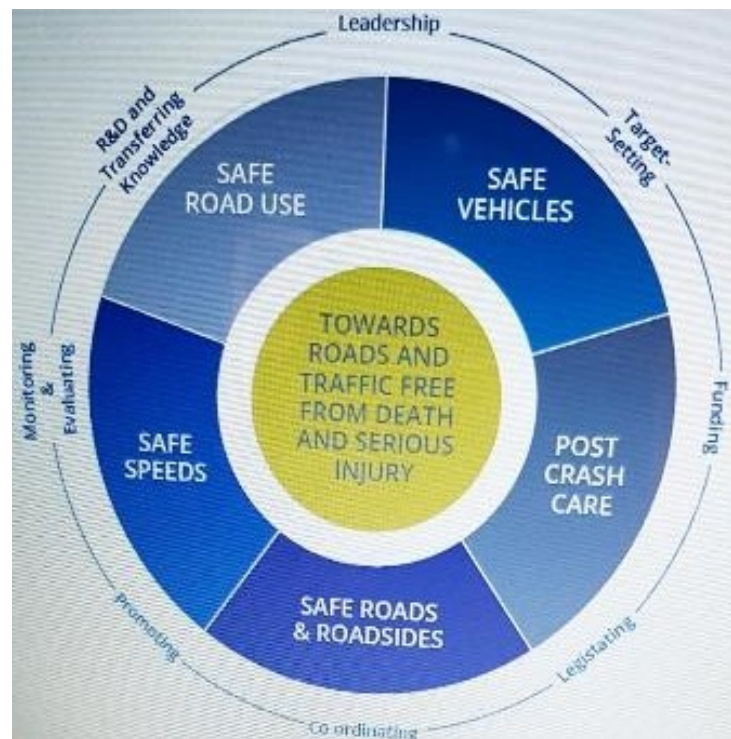 Leadership
Target-
Setting
Funding
Legistating
Co ordinating
Promoting
Monitoring
&
Evaluating
R&D and
Transferring
Knowledge
SAFE
ROAD USE
SAFE
VEHICLES
POST
CRASH
CARE
SAFE ROADS
& ROADSIDES
SAFE
SPEEDS
TOWARDS
ROADS AND
TRAFFIC FREE
FROM DEATH
AND SERIOUS
INJURY